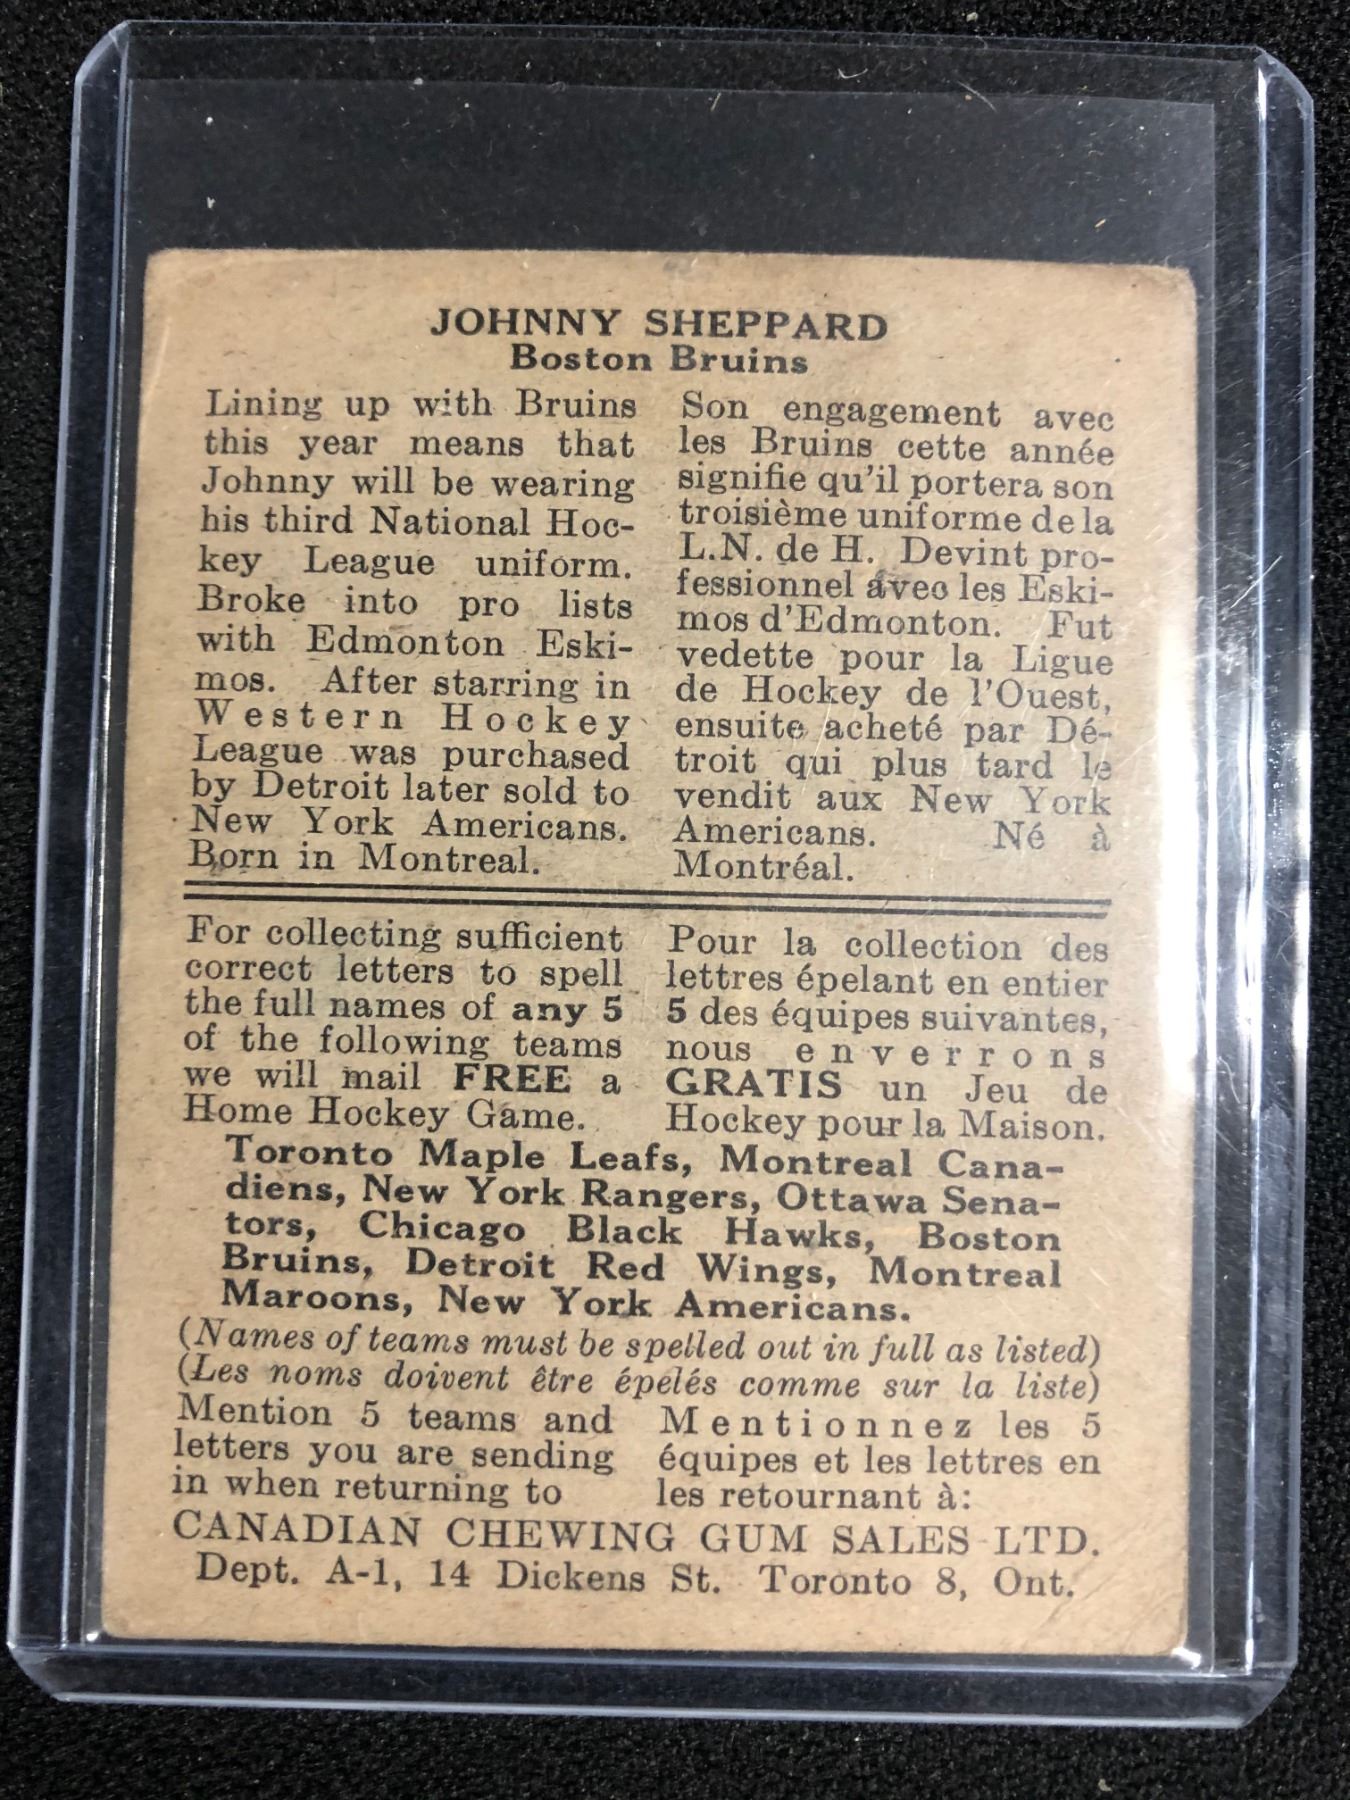 JOHNNY SHEPPARD
Boston Bruins
Lining up with Bruins
this year means that
Johnny will be wearing
his third National Hoc-
key League uniform.
Broke into pro lists
with Edmonton Eski-
mos. After starring in
Western Hockey
League was purchased
by Detroit later sold to
New York Americans.
Born in Montreal.
Son engagement avec
les Bruins cette année
signifie qu'il portera son
troisième uniforme de la
L.N. de H. Devint pro-
fessionnel avec les Eski-
mos d'Edmonton. Fut
vedette pour la Ligue
de Hockey de l'Ouest,
ensuite acheté par Dé-
troit qui plus tard le
vendit aux New York
Americans. Né à
Montréal.
For collecting sufficient
correct letters to spell
the full names of any 5
of the following teams
we will mail FREE a
Home Hockey Game.
Pour la collection des
lettres épelant en entier
5 des équipes suivantes,
nous enverrons
GRATIS un Jeu de
Hockey pour la Maison.
Toronto Maple Leafs, Montreal Cana-
diens, New York Rangers, Ottawa Sena-
tors, Chicago Black Hawks, Boston
Bruins, Detroit Red Wings, Montreal
Maroons, New York Americans.
(Names of teams must be spelled out in full as listed)
(Les noms doivent être épelés comme sur la liste)
Mention 5 teams and
letters you are sending
in when returning to
Mentionnez les 5
équipes et les lettres en
les retournant à:
CANADIAN CHEWING GUM SALES LTD.
Dept. A-1, 14 Dickens St. Toronto 8, Ont.